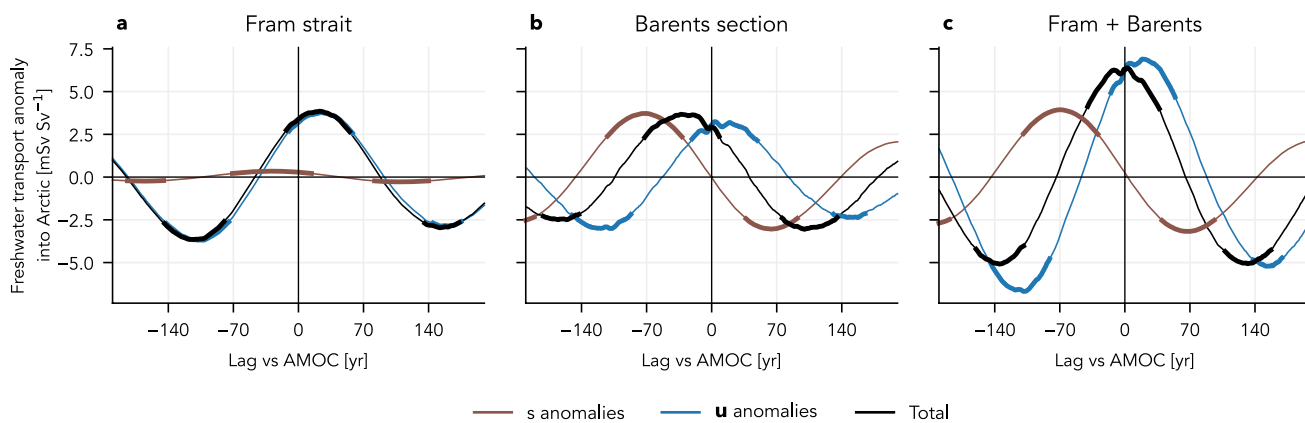 a Fram strait
b Barents section
c Fram + Barents
Freshwater transport anomaly
into Arctic [mSv Sv⁻¹]
7.5
5.0
2.5
0.0
−2.5
−5.0
−140 −70 0 70 140
−140 −70 0 70 140
−140 −70 0 70 140
Lag vs AMOC [yr]
Lag vs AMOC [yr]
Lag vs AMOC [yr]
s anomalies u anomalies Total